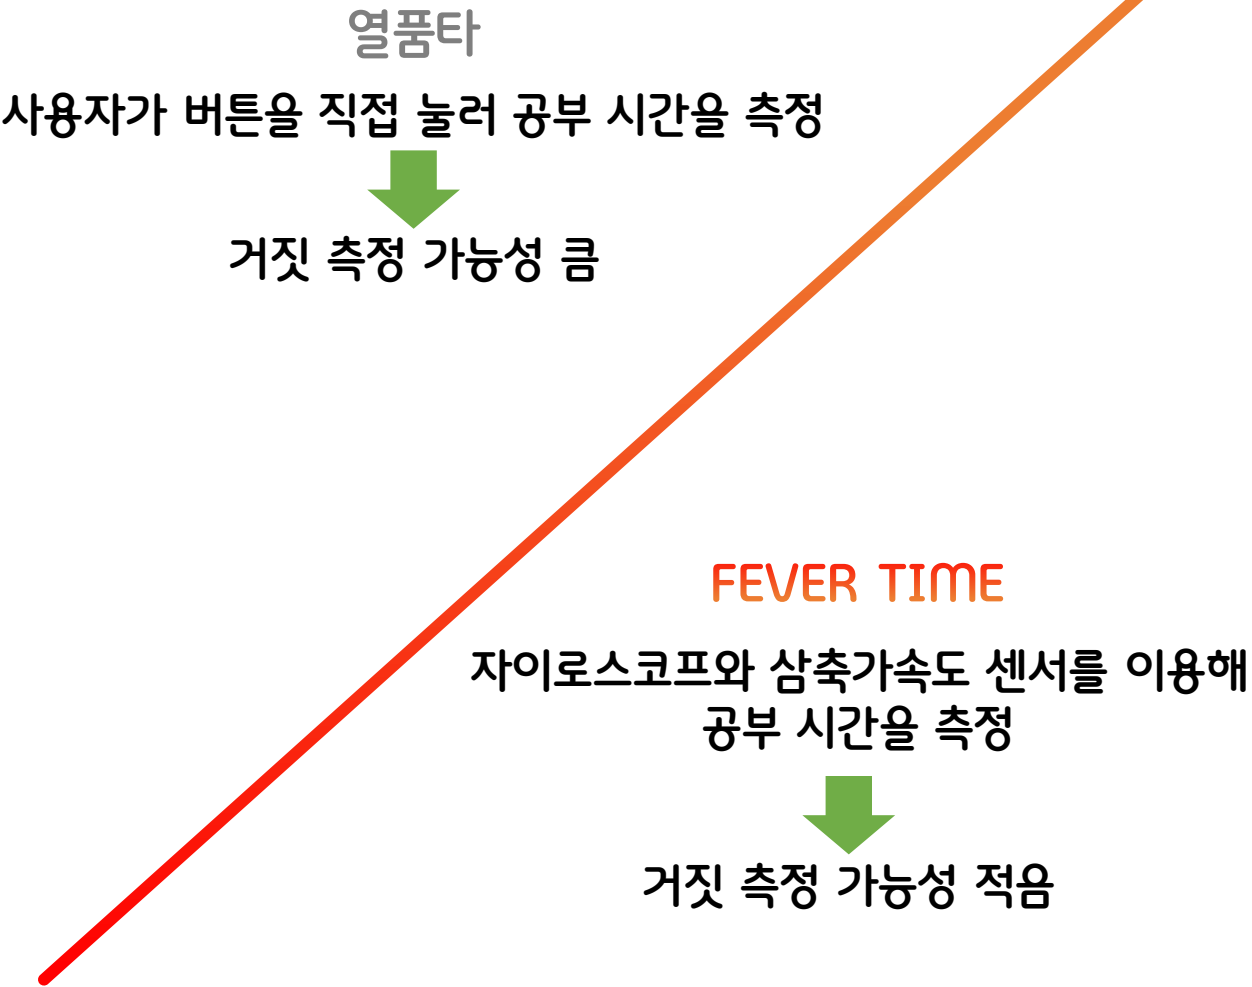 열품타
사용자가 버튼을 직접 눌러 공부 시간을 측정
거짓 측정 가능성 큼
FEVER TIME
자이로스코프와 삼축가속도 센서를 이용해
공부 시간을 측정
거짓 측정 가능성 적음